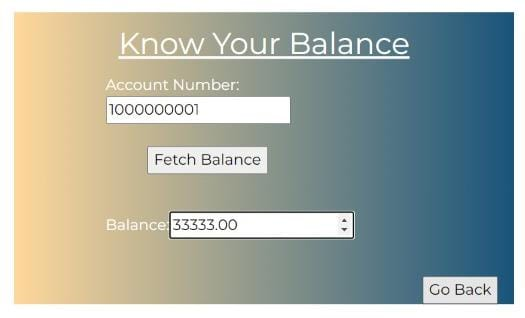 Know Your Balance
Account Number:
1000000001
Fetch Balance
Balance: 33333.00
Go Back